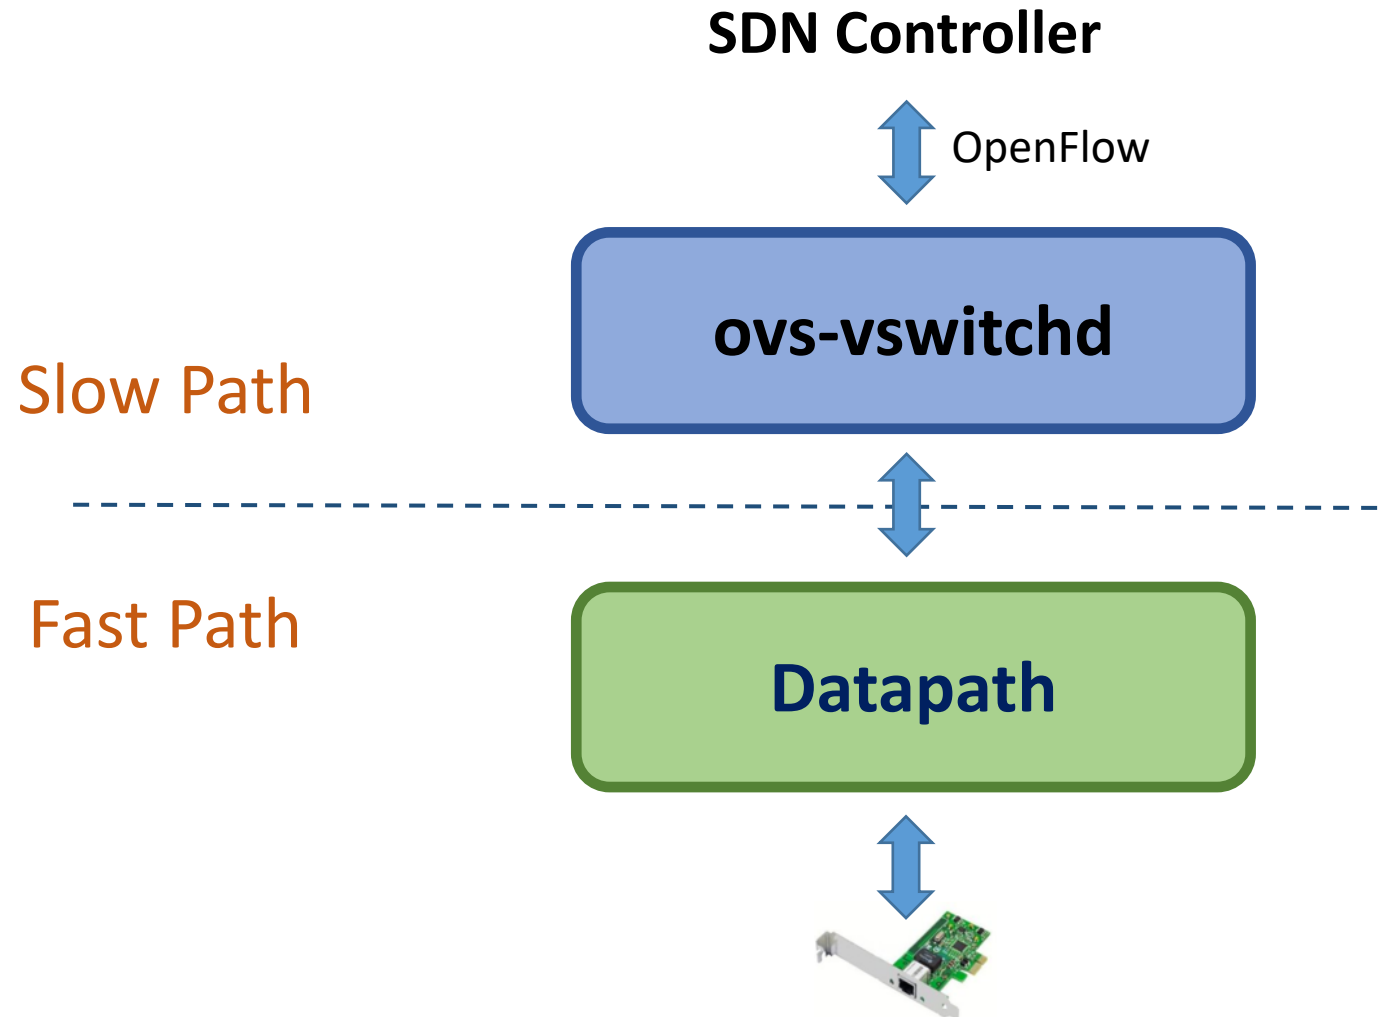 SDN Controller
OpenFlow
ovs-vswitchd
Slow Path
Fast Path
Datapath